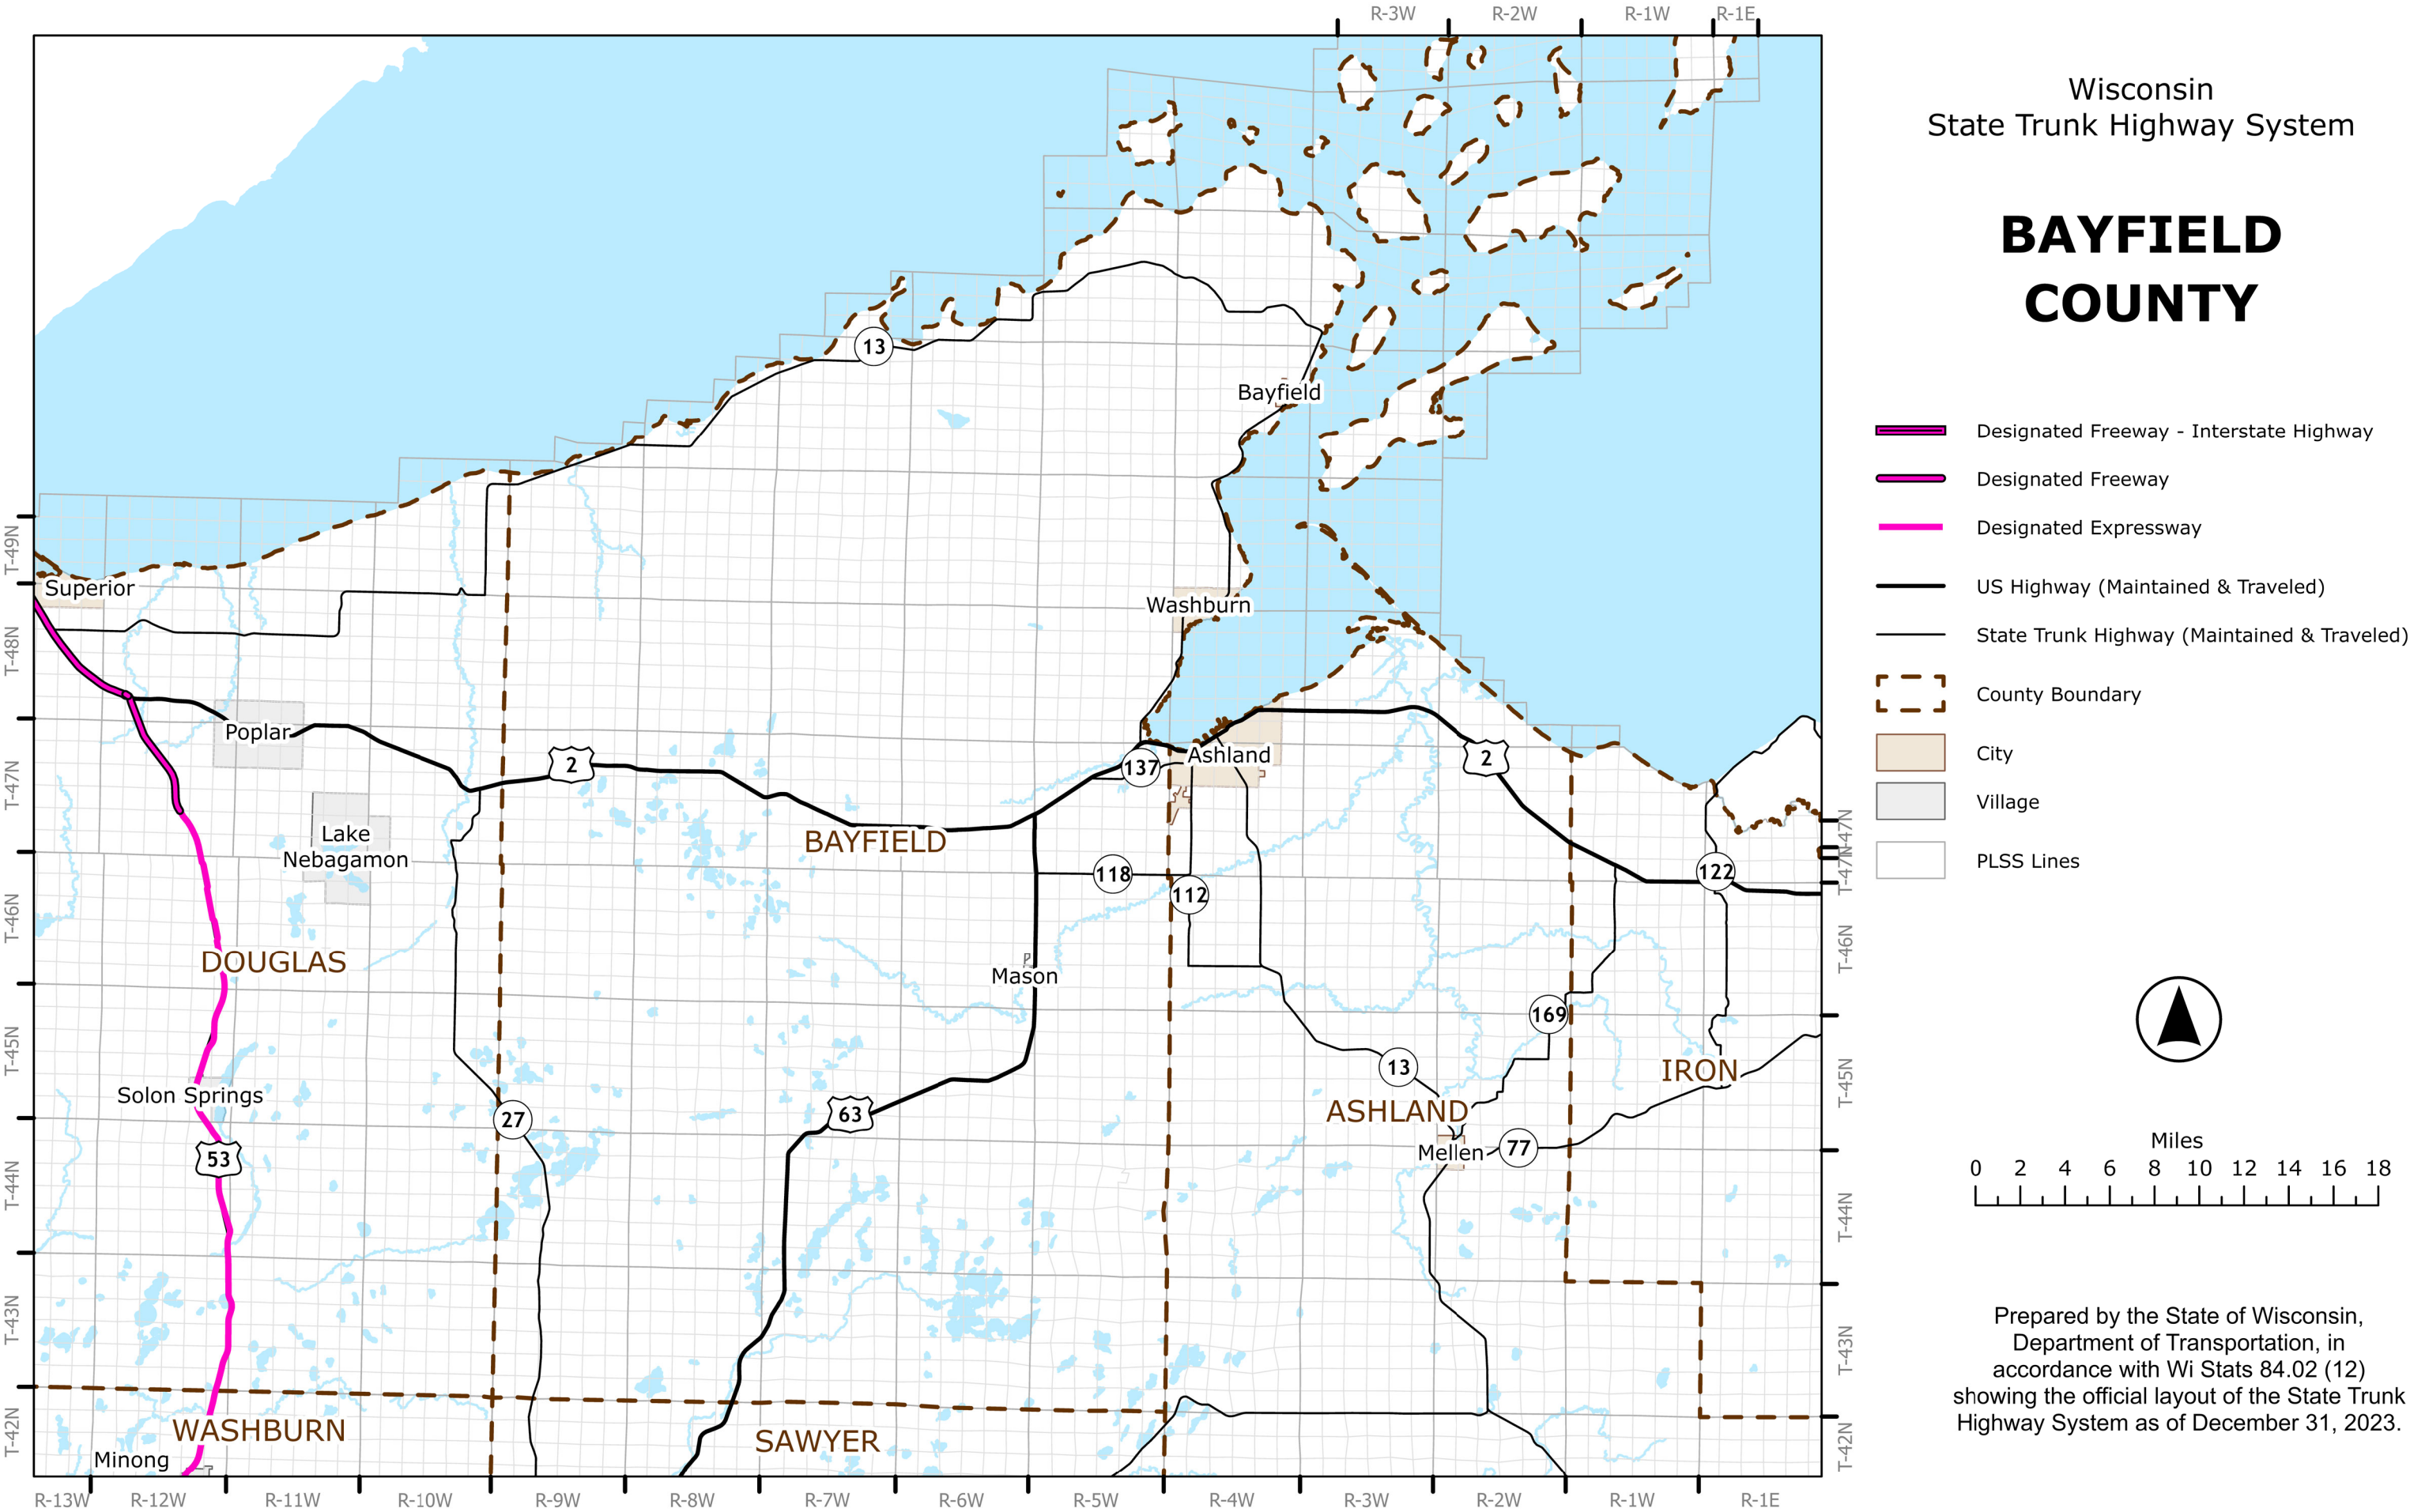 R-3W
R-2W
R-1W
R-1E
Wisconsin
State Trunk Highway System
BAYFIELD
COUNTY
Designated Freeway - Interstate Highway
Designated Freeway
Designated Expressway
US Highway (Maintained & Traveled)
State Trunk Highway (Maintained & Traveled)
County Boundary
City
Village
PLSS Lines
Miles
0 2 4 6 8 10 12 14 16 18
Prepared by the State of Wisconsin,
Department of Transportation, in
accordance with Wi Stats 84.02 (12)
showing the official layout of the State Trunk
Highway System as of December 31, 2023.
13
Bayfield
Superior
Washburn
Poplar
2
137
Ashland
2
Lake
Nebagamon
BAYFIELD
118
112
122
DOUGLAS
Mason
169
13
IRON
Solon Springs
27
63
ASHLAND
Mellen
77
53
WASHBURN
SAWYER
Minong
T-49N
T-48N
T-47N
T-46N
T-45N
T-44N
T-43N
T-42N
T-47N
T-47N
T-46N
T-45N
T-44N
T-43N
T-42N
R-13W
R-12W
R-11W
R-10W
R-9W
R-8W
R-7W
R-6W
R-5W
R-4W
R-3W
R-2W
R-1W
R-1E